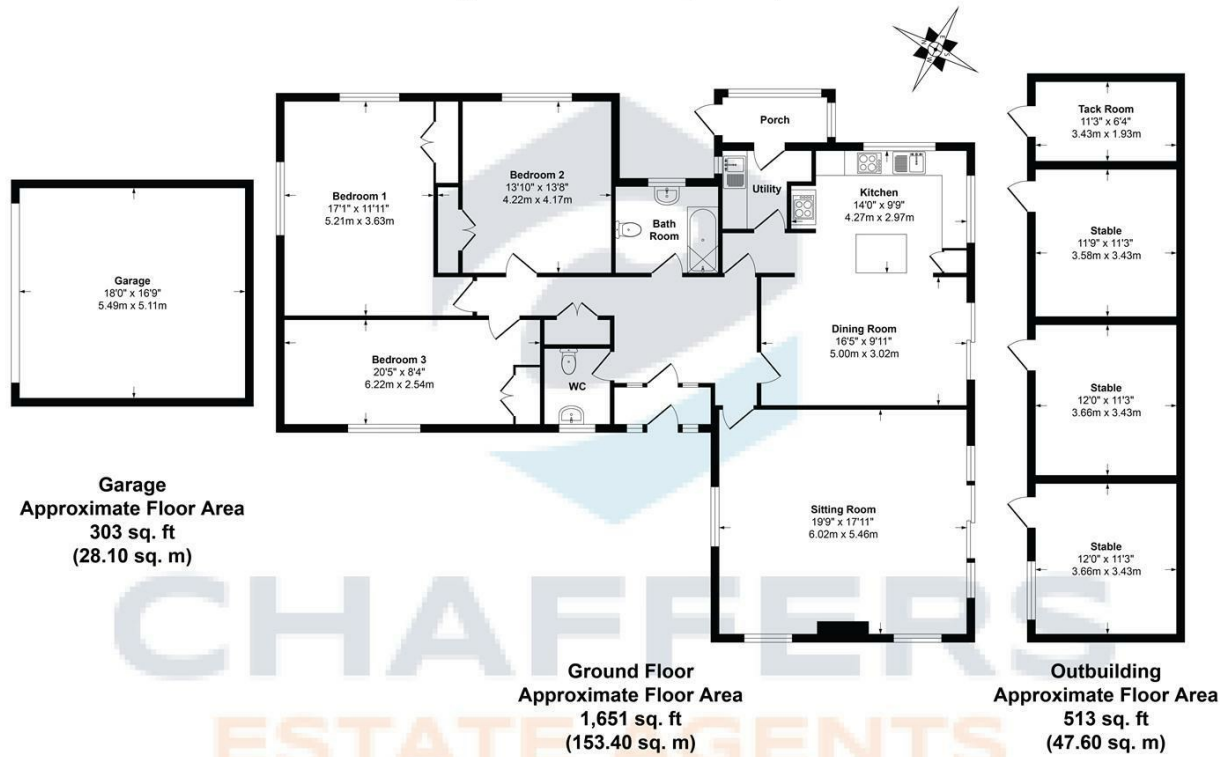 N
E
S
W
Porch
Tack Room
11'3" x 6'4"
3.43m x 1.93m
Bedroom 1
17'1" x 11'11"
5.21m x 3.63m
Bedroom 2
13'10" x 13'8"
4.22m x 4.17m
Utility
Kitchen
14'0" x 9'9"
4.27m x 2.97m
Bath
Room
Stable
11'9" x 11'3"
3.58m x 3.43m
Garage
18'0" x 16'9"
5.49m x 5.11m
Dining Room
16'5" x 9'11"
5.00m x 3.02m
Bedroom 3
20'5" x 8'4"
6.22m x 2.54m
WC
Stable
12'0" x 11'3"
3.66m x 3.43m
Sitting Room
19'9" x 17'11"
6.02m x 5.46m
Stable
12'0" x 11'3"
3.66m x 3.43m
Garage
Approximate Floor Area
303 sq. ft
(28.10 sq. m)
Ground Floor
Approximate Floor Area
1,651 sq. ft
(153.40 sq. m)
Outbuilding
Approximate Floor Area
513 sq. ft
(47.60 sq. m)
CHAFFERS
ESTATE AGENTS